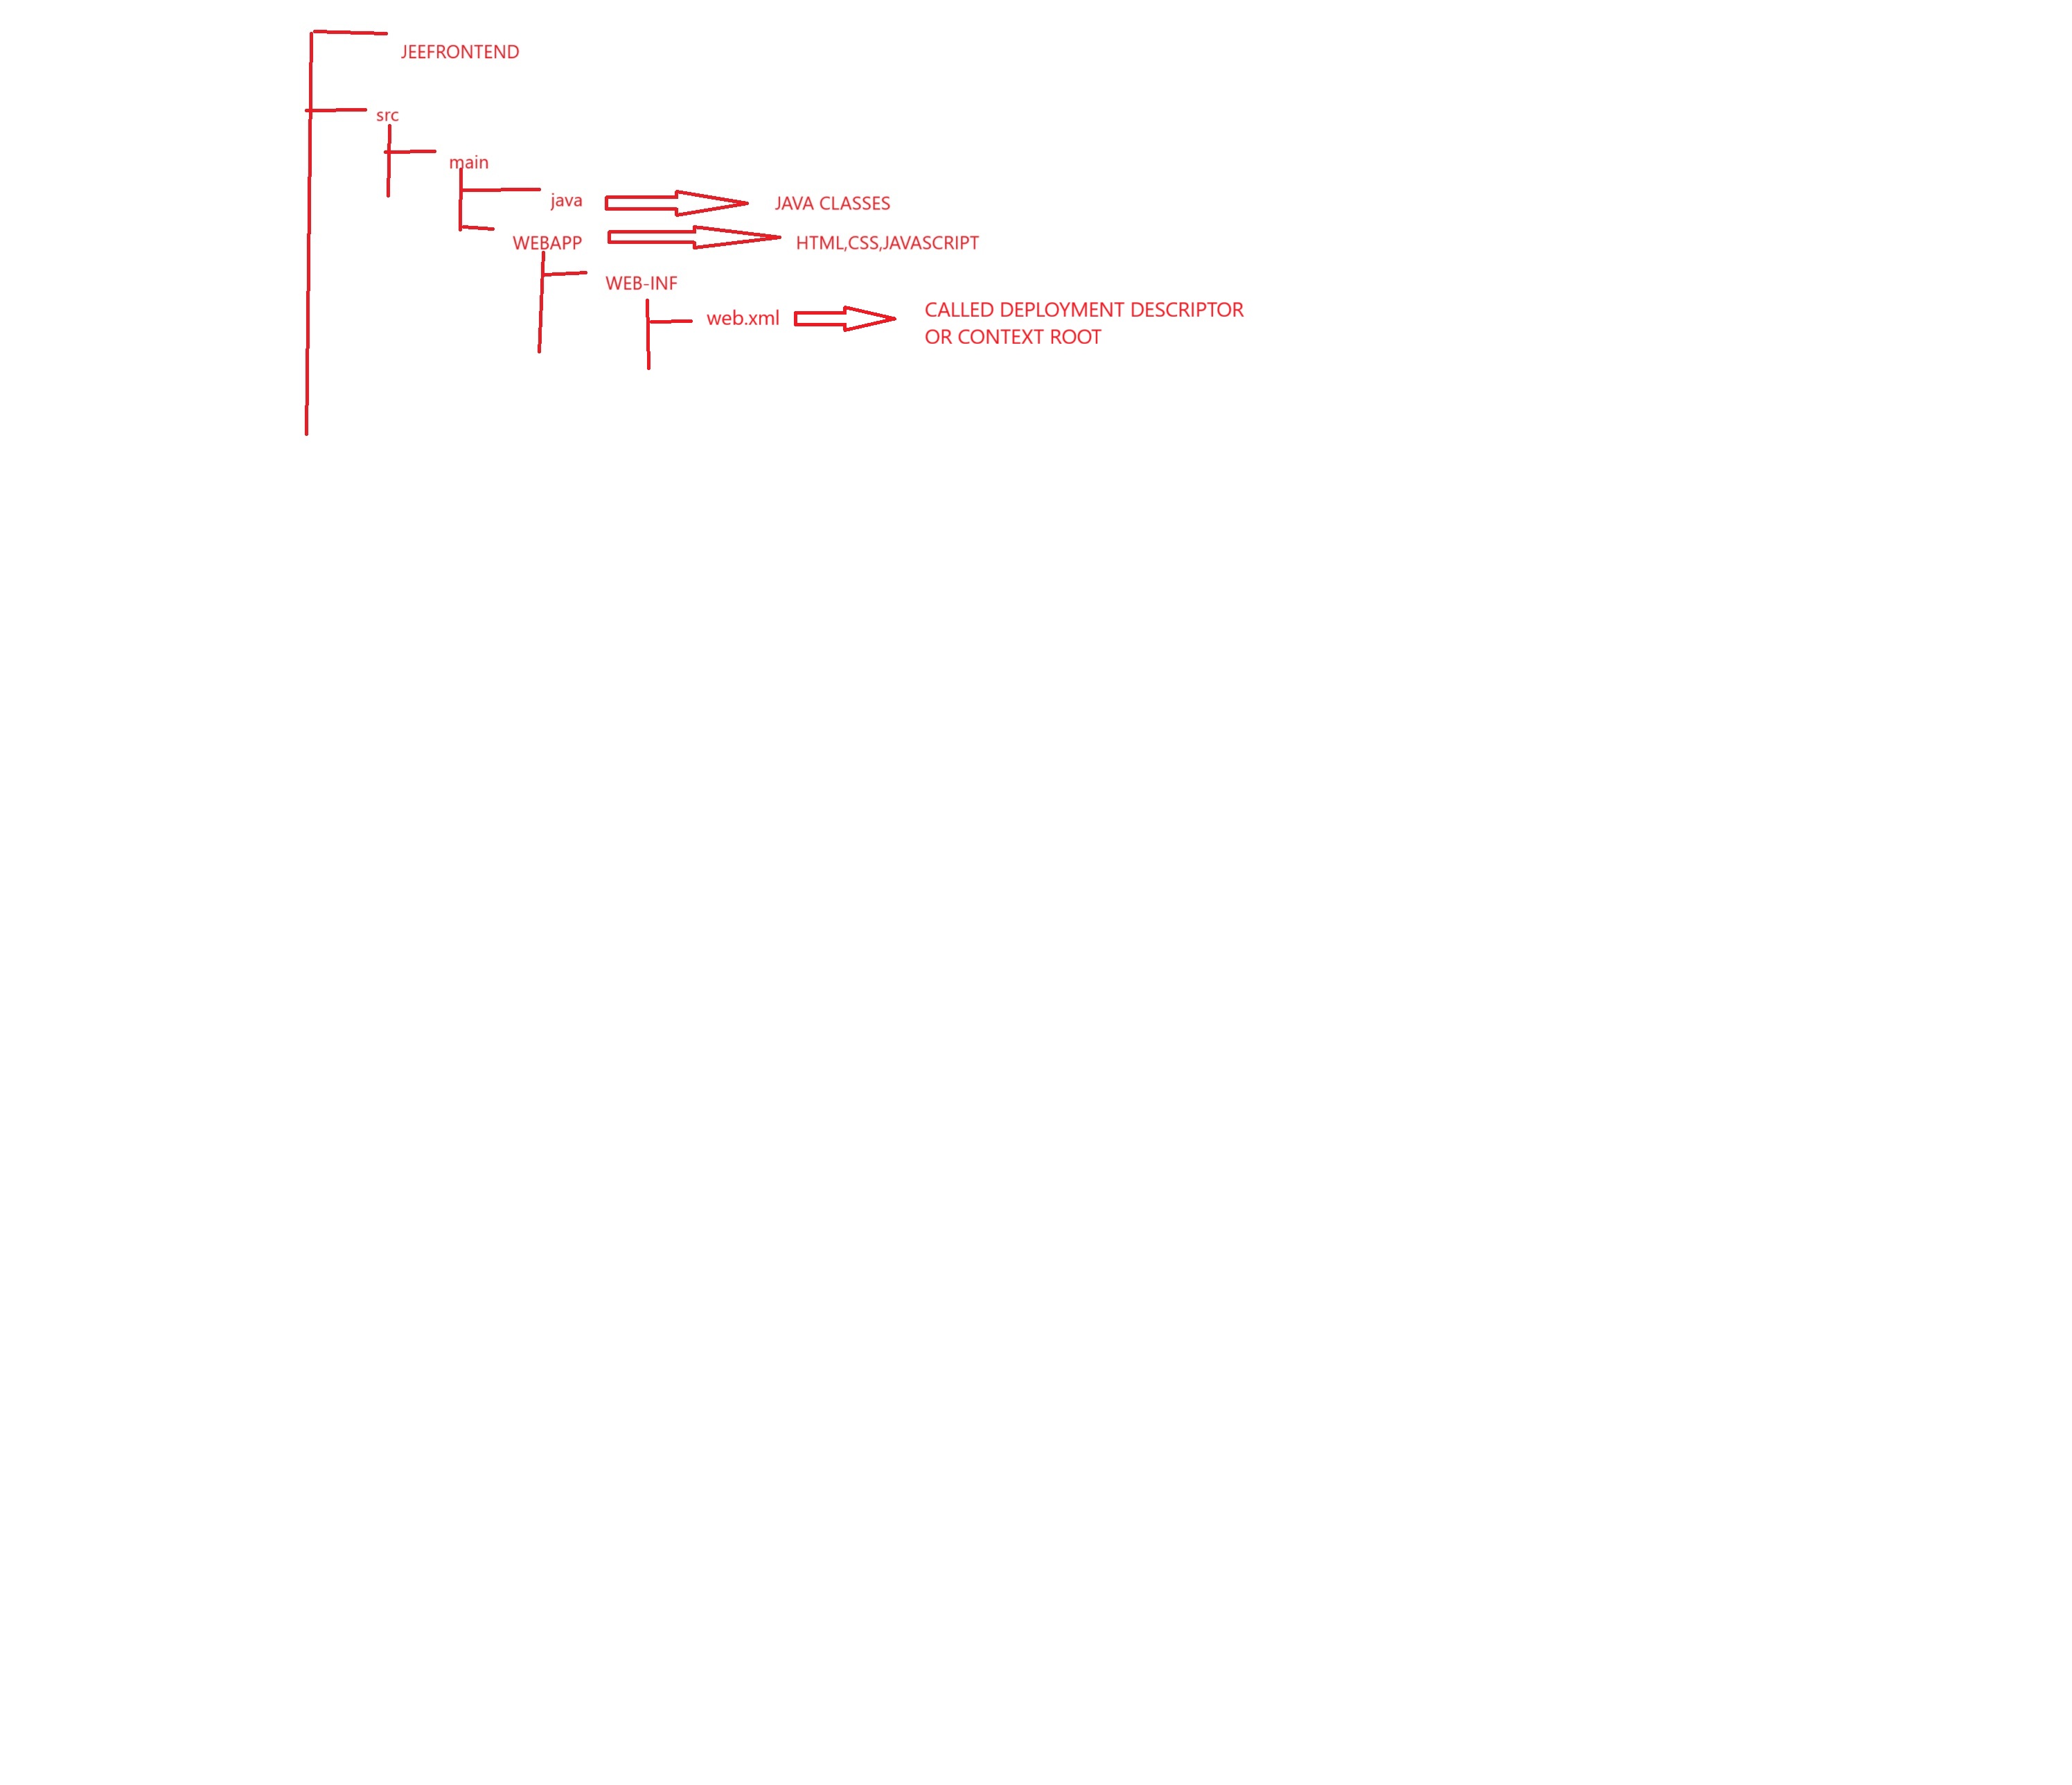 JEEFRONTEND
src
main
java
JAVA CLASSES
WEBAPP
HTML,CSS,JAVASCRIPT
WEB-INF
web.xml
CALLED DEPLOYMENT DESCRIPTOR
OR CONTEXT ROOT